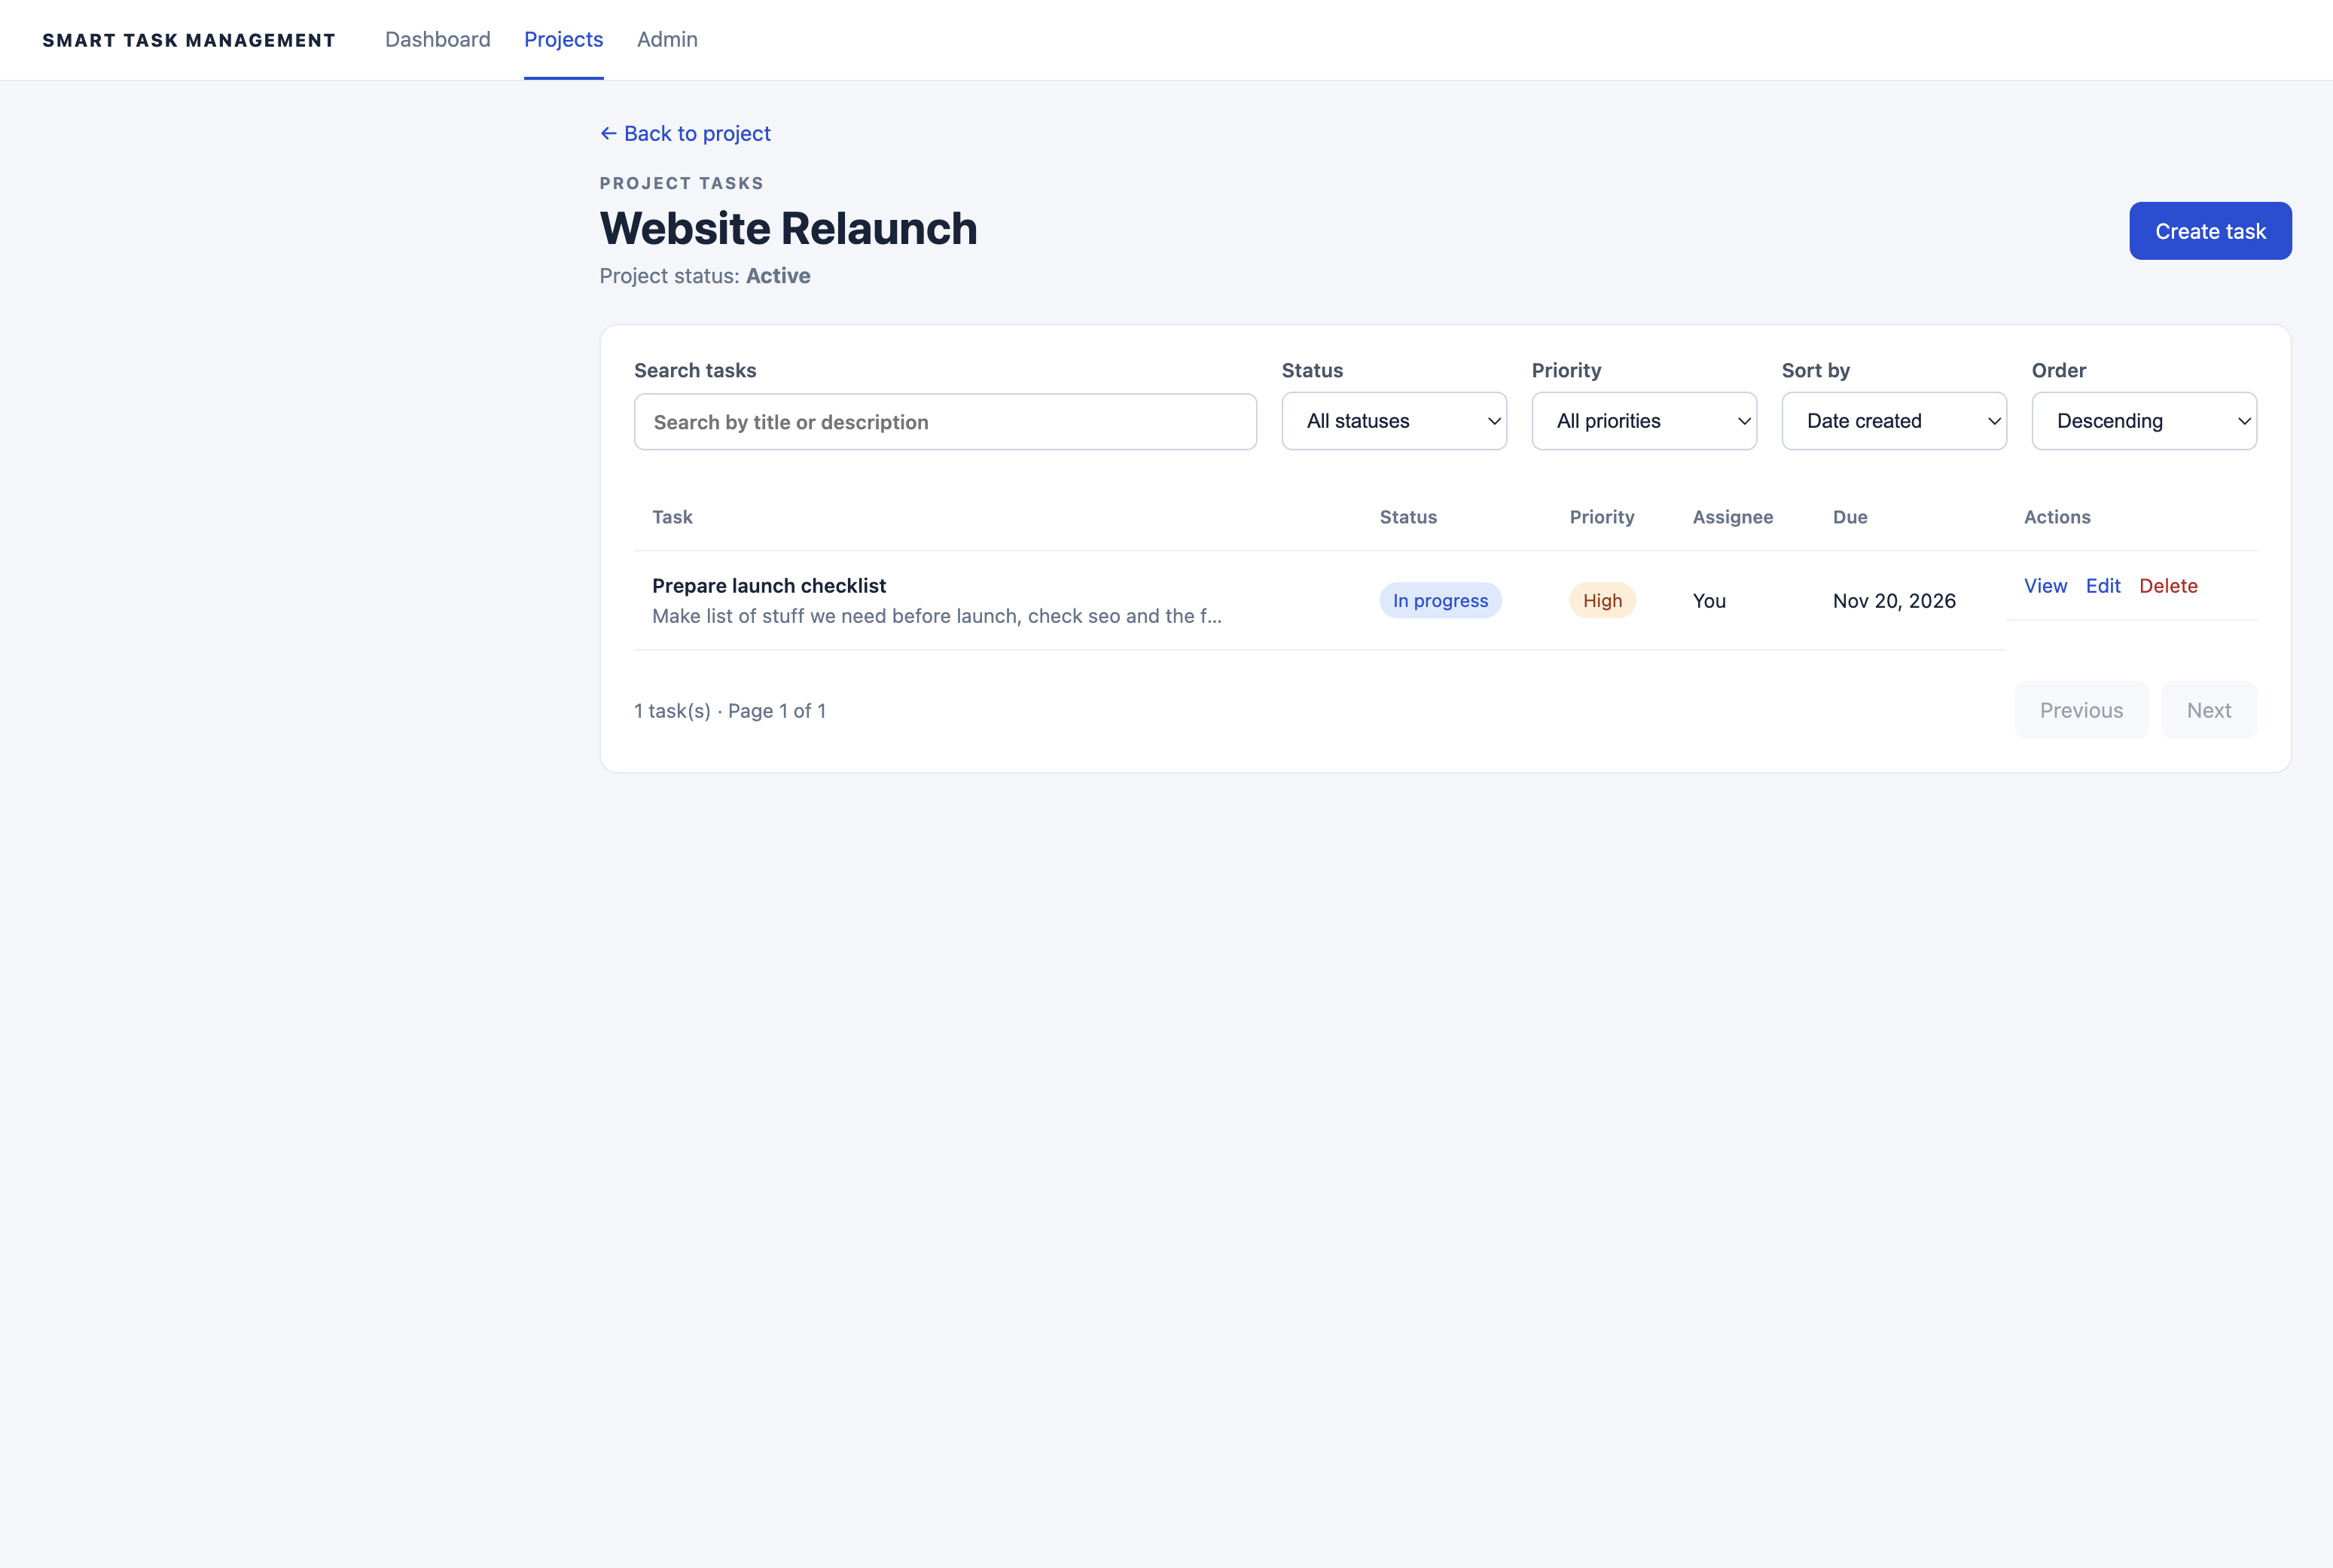 SMART TASK MANAGEMENT Dashboard Projects Admin
← Back to project
PROJECT TASKS
Website Relaunch
Project status: Active
Create task
Search tasks Status Priority Sort by Order
Search by title or description All statuses All priorities Date created Descending
Task Status Priority Assignee Due Actions
Prepare launch checklist
Make list of stuff we need before launch, check seo and the f...
In progress High You Nov 20, 2026 View Edit Delete
1 task(s) · Page 1 of 1 Previous Next